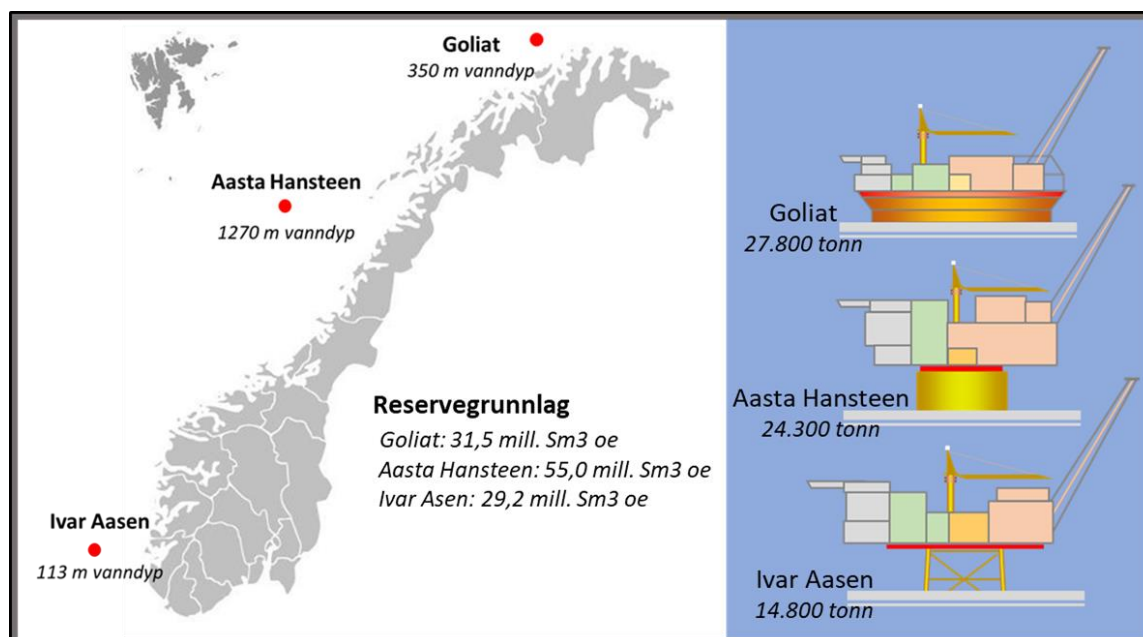 Goliat
350 m vanndyp
Aasta Hansteen
1270 m vanndyp
Reservegrunnlag
Goliat: 31,5 mill. Sm3 oe
Aasta Hansteen: 55,0 mill. Sm3 oe
Ivar Asen: 29,2 mill. Sm3 oe
Ivar Aasen
113 m vanndyp
Goliat
27.800 tonn
Aasta Hansteen
24.300 tonn
Ivar Aasen
14.800 tonn